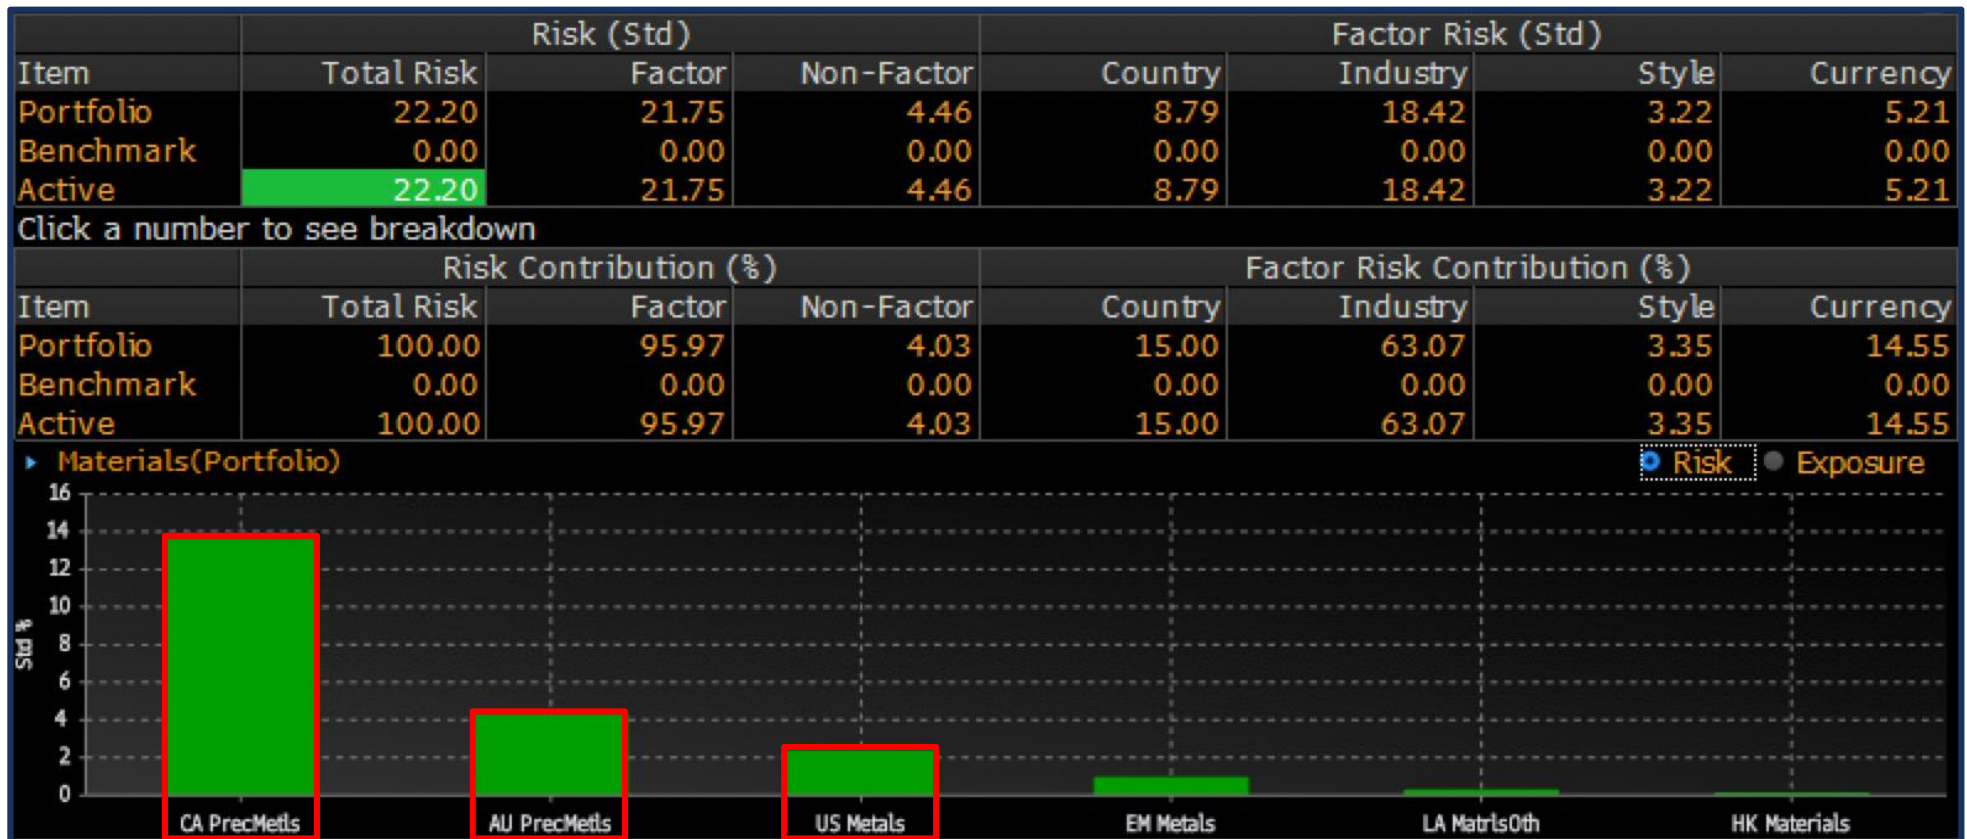 Risk (Std) Factor Risk (Std)
Item Total Risk Factor Non-Factor Country Industry Style Currency
Portfolio 22.20 21.75 4.46 8.79 18.42 3.22 5.21
Benchmark 0.00 0.00 0.00 0.00 0.00 0.00 0.00
Active 22.20 21.75 4.46 8.79 18.42 3.22 5.21
Click a number to see breakdown
Risk Contribution (%) Factor Risk Contribution (%)
Item Total Risk Factor Non-Factor Country Industry Style Currency
Portfolio 100.00 95.97 4.03 15.00 63.07 3.35 14.55
Benchmark 0.00 0.00 0.00 0.00 0.00 0.00 0.00
Active 100.00 95.97 4.03 15.00 63.07 3.35 14.55
Materials(Portfolio) Risk Exposure
16
14
12
10
8
6
4
2
0
Std %
CA PrecMetls AU PrecMetls US Metals EM Metals LA MatrlsOth HK Materials